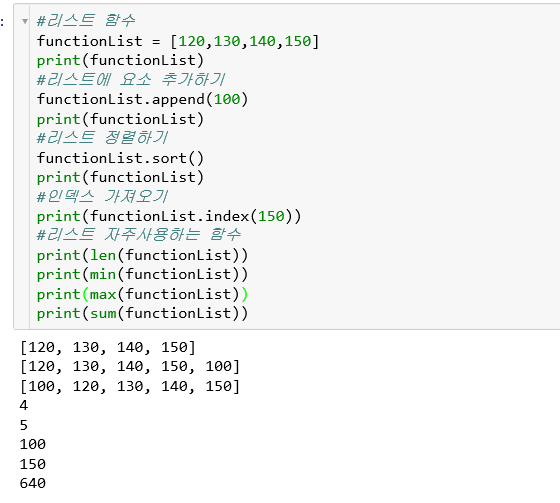 #리스트 함수
functionList = [120,130,140,150]
print(functionList)
#리스트에 요소 추가하기
functionList.append(100)
print(functionList)
#리스트 정렬하기
functionList.sort()
print(functionList)
#인덱스 가져오기
print(functionList.index(150))
#리스트 자주사용하는 함수
print(len(functionList))
print(min(functionList))
print(max(functionList))
print(sum(functionList))
[120, 130, 140, 150]
[120, 130, 140, 150, 100]
[100, 120, 130, 140, 150]
4
5
100
150
640